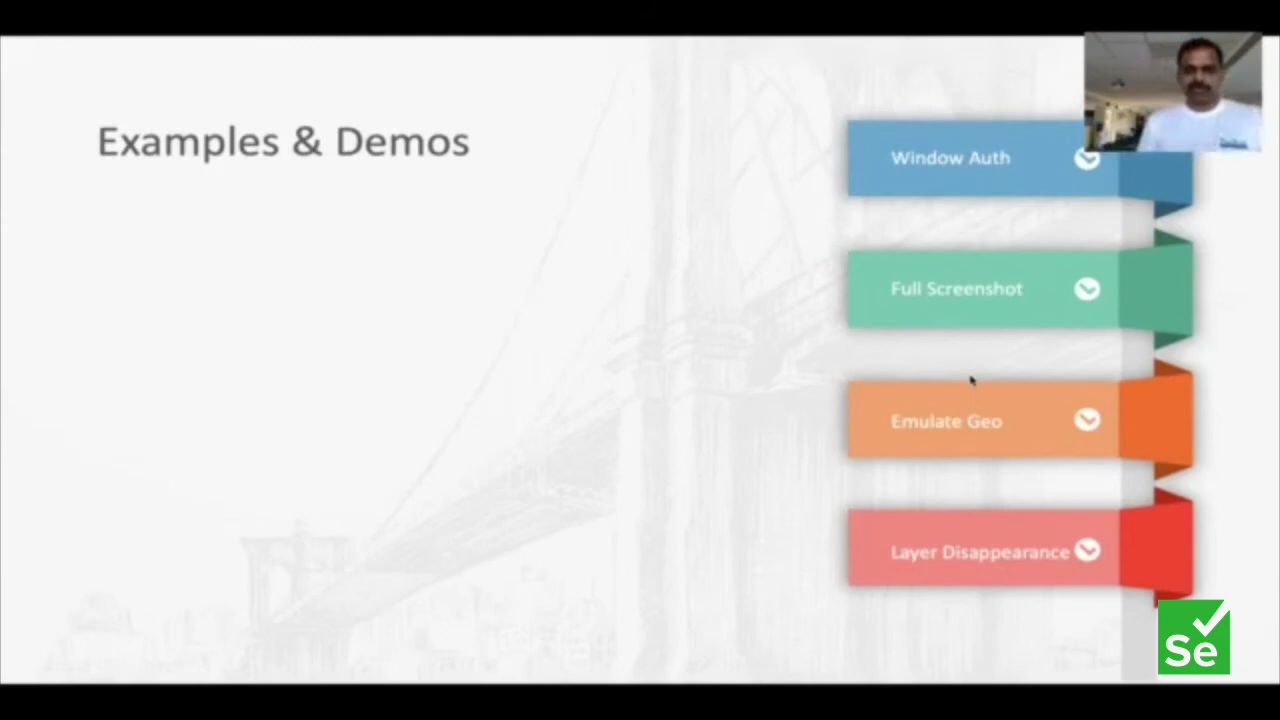 Examples & Demos
Window Auth
Full Screenshot
Emulate Geo
Layer Disappearance
Se